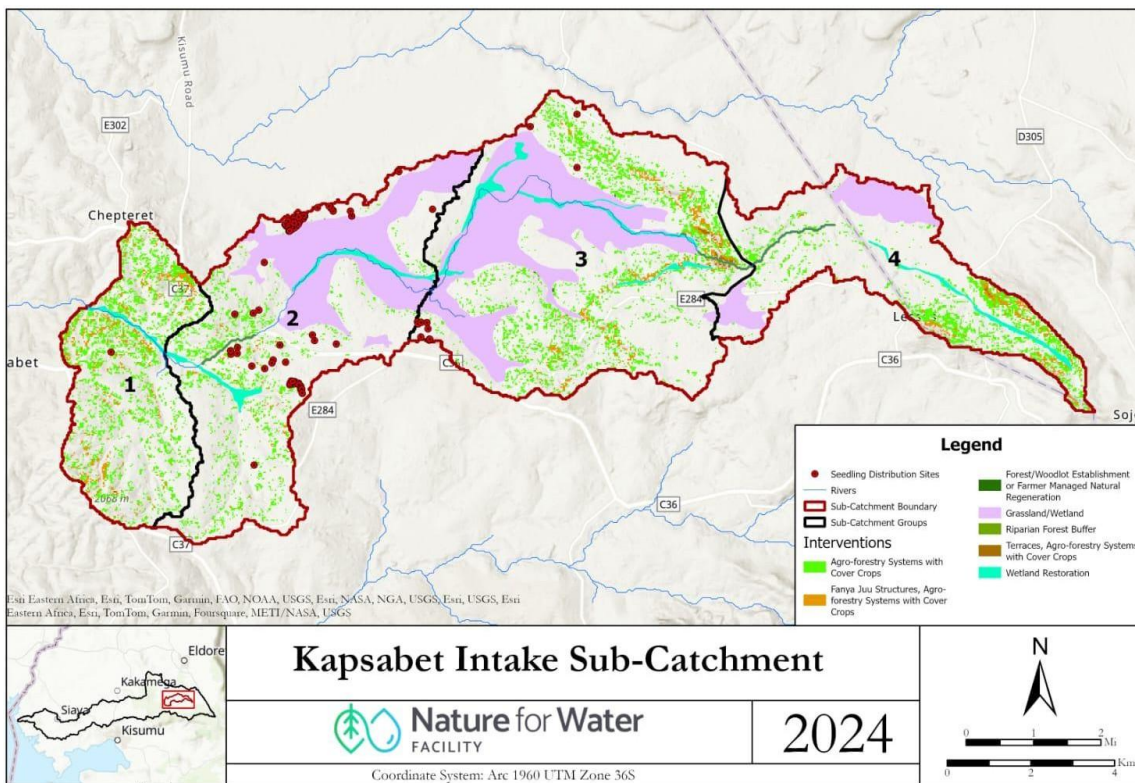 Kisumu Road
E302
D305
Chepteret
3
4
C37
2
E284
abet
1
C36
E284
Sojo
2068 m
C36
C37
Legend
Seedling Distribution Sites
Rivers
Sub-Catchment Boundary
Sub-Catchment Groups
Interventions
Agro-forestry Systems with
Cover Crops
Fanya Juu Structures, Agro-
forestry Systems with Cover
Crops
Forest/Woodlot Establishment
or Farmer Managed Natural
Regeneration
Grassland/Wetland
Riparian Forest Buffer
Terraces, Agro-forestry Systems
with Cover Crops
Wetland Restoration
Esri Eastern Africa, Esri, TomTom, Garmin, FAO, NOAA, USGS, Esri, NASA, NGA, USGS, Esri, USGS, Esri
Eastern Africa, Esri, TomTom, Garmin, Foursquare, METI/NASA, USGS
Eldore
Kakamega
Siaya
Kisumu
Kapsabet Intake Sub-Catchment
Nature for Water
FACILITY
2024
Coordinate System: Arc 1960 UTM Zone 36S
N
0 1 2
Mi
Km
0 2 4